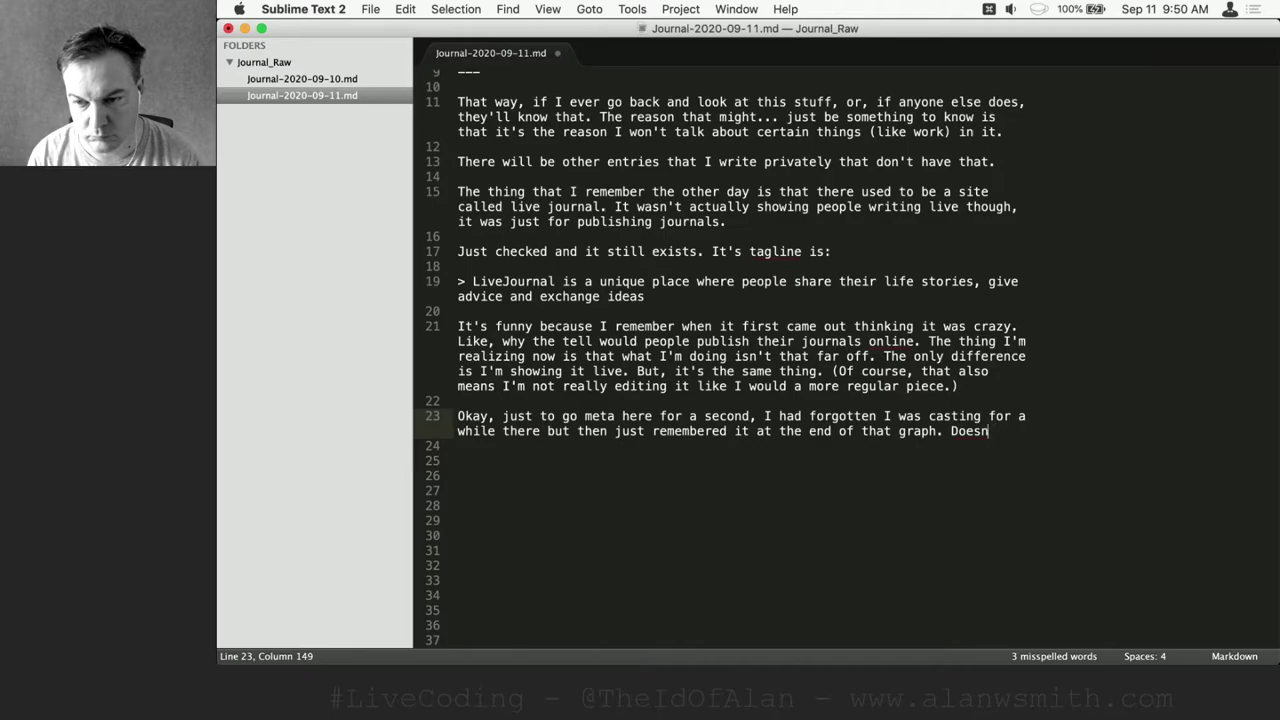 Sublime Text 2 File Edit Selection Find View Goto Tools Project Window Help 100% Sep 11 9:50 AM
Journal-2020-09-11.md — Journal_Raw
FOLDERS
Journal_Raw
Journal-2020-09-10.md
Journal-2020-09-11.md
Journal-2020-09-11.md
9 ---
10
11 That way, if I ever go back and look at this stuff, or, if anyone else does,
they'll know that. The reason that might... just be something to know is
that it's the reason I won't talk about certain things (like work) in it.
12
13 There will be other entries that I write privately that don't have that.
14
15 The thing that I remember the other day is that there used to be a site
called live journal. It wasn't actually showing people writing live though,
it was just for publishing journals.
16
17 Just checked and it still exists. It's tagline is:
18
19 > LiveJournal is a unique place where people share their life stories, give
advice and exchange ideas
20
21 It's funny because I remember when it first came out thinking it was crazy.
Like, why the tell would people publish their journals online. The thing I'm
realizing now is that what I'm doing isn't that far off. The only difference
is I'm showing it live. But, it's the same thing. (Of course, that also
means I'm not really editing it like I would a more regular piece.)
22
23 Okay, just to go meta here for a second, I had forgotten I was casting for a
while there but then just remembered it at the end of that graph. Doesn
24
25
26
27
28
29
30
31
32
33
34
35
36
37
Line 23, Column 149 3 misspelled words Spaces: 4 Markdown
#LiveCoding - @TheIdOfAlan - www.alanwsmith.com